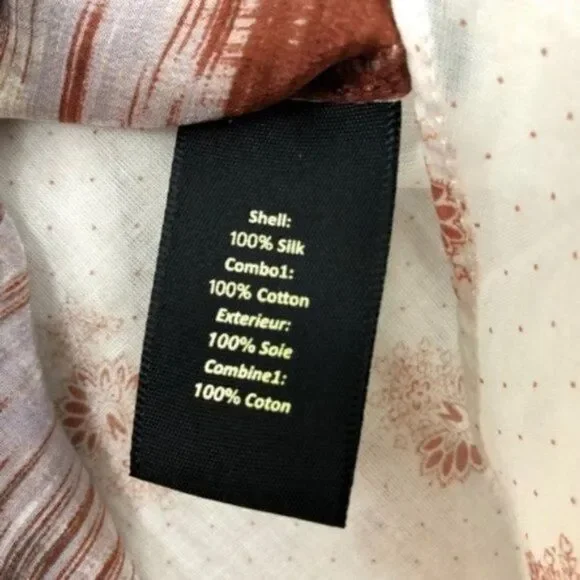 Shell:
100% Silk
Combo1:
100% Cotton
Exterieur:
100% Soie
Combine1:
100% Coton